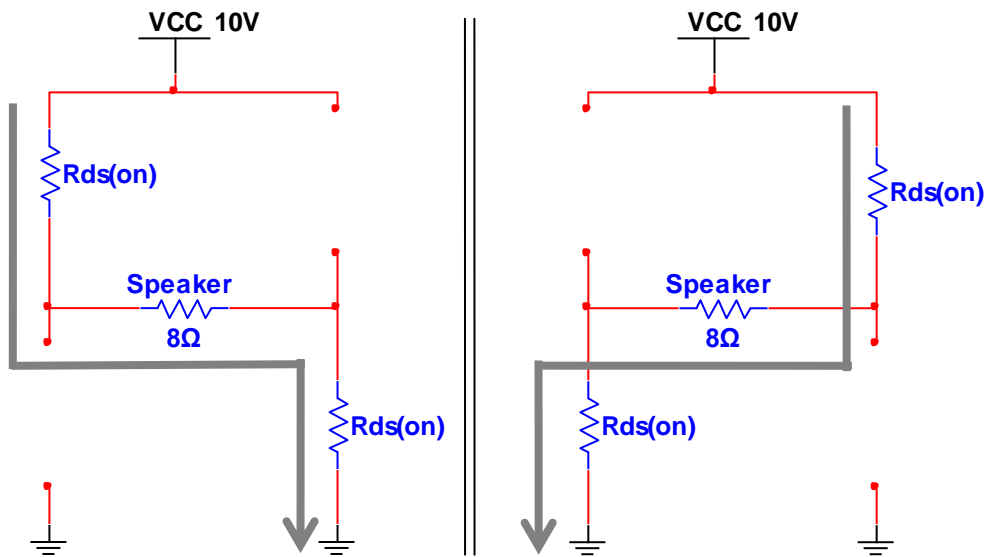 VCC 10V
Rds(on)
Speaker
8Ω
Rds(on)
VCC 10V
Rds(on)
Speaker
8Ω
Rds(on)